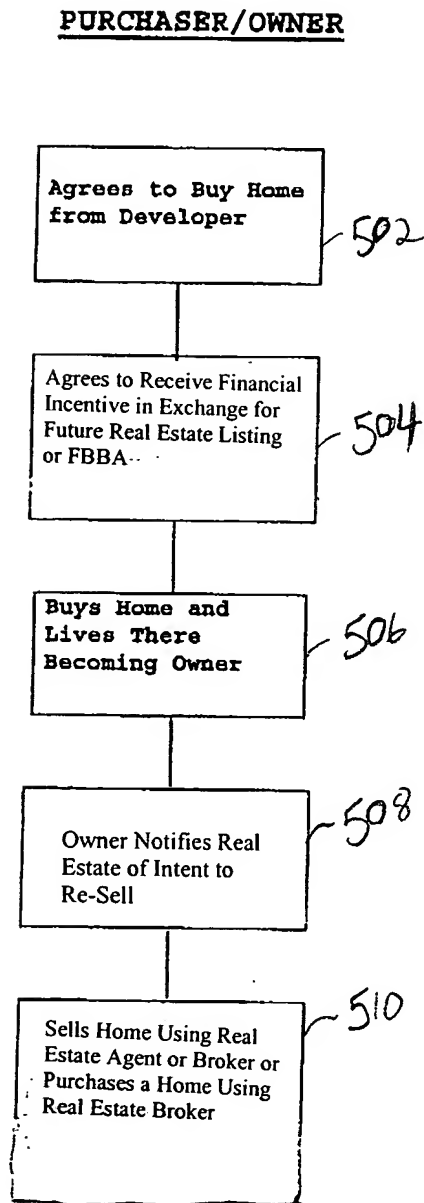 PURCHASER/OWNER
Agrees to Buy Home
from Developer
502
Agrees to Receive Financial
Incentive in Exchange for
Future Real Estate Listing
or FBBA
504
Buys Home and
Lives There
Becoming Owner
506
Owner Notifies Real
Estate of Intent to
Re-Sell
508
Sells Home Using Real
Estate Agent or Broker or
Purchases a Home Using
Real Estate Broker
510